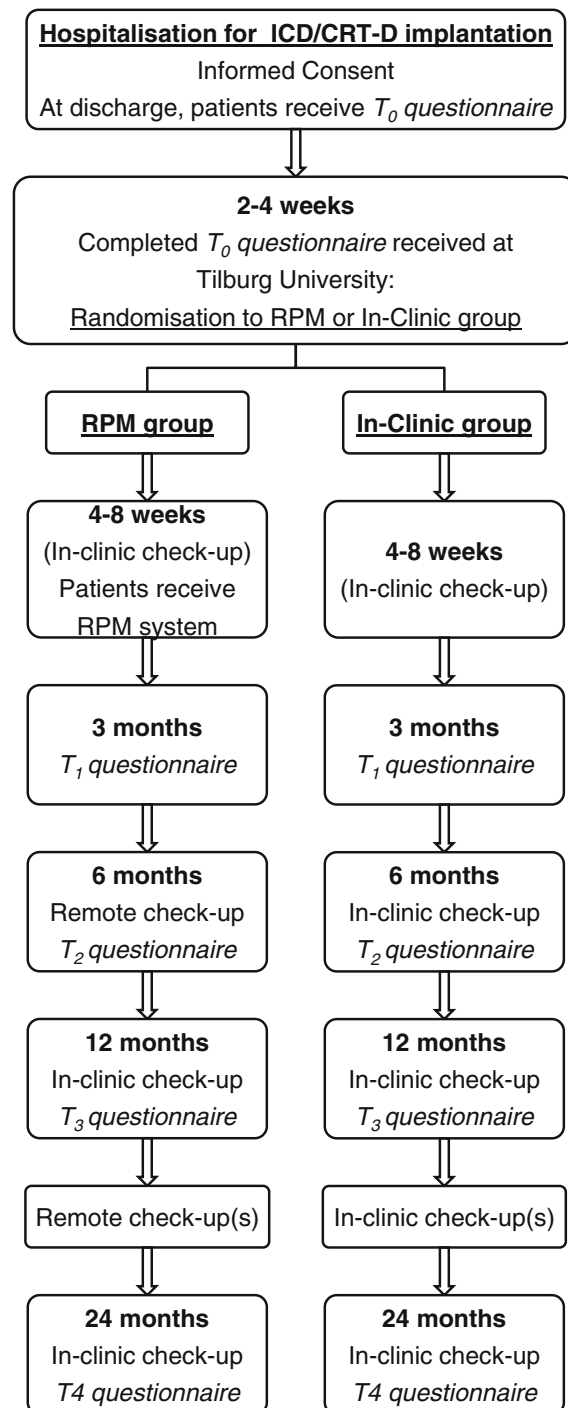 Hospitalisation for ICD/CRT-D implantation
Informed Consent
At discharge, patients receive T0 questionnaire
2-4 weeks
Completed T0 questionnaire received at
Tilburg University:
Randomisation to RPM or In-Clinic group
RPM group
In-Clinic group
4-8 weeks
(In-clinic check-up)
Patients receive
RPM system
4-8 weeks
(In-clinic check-up)
3 months
T1 questionnaire
3 months
T1 questionnaire
6 months
Remote check-up
T2 questionnaire
6 months
In-clinic check-up
T2 questionnaire
12 months
In-clinic check-up
T3 questionnaire
12 months
In-clinic check-up
T3 questionnaire
Remote check-up(s)
In-clinic check-up(s)
24 months
In-clinic check-up
T4 questionnaire
24 months
In-clinic check-up
T4 questionnaire